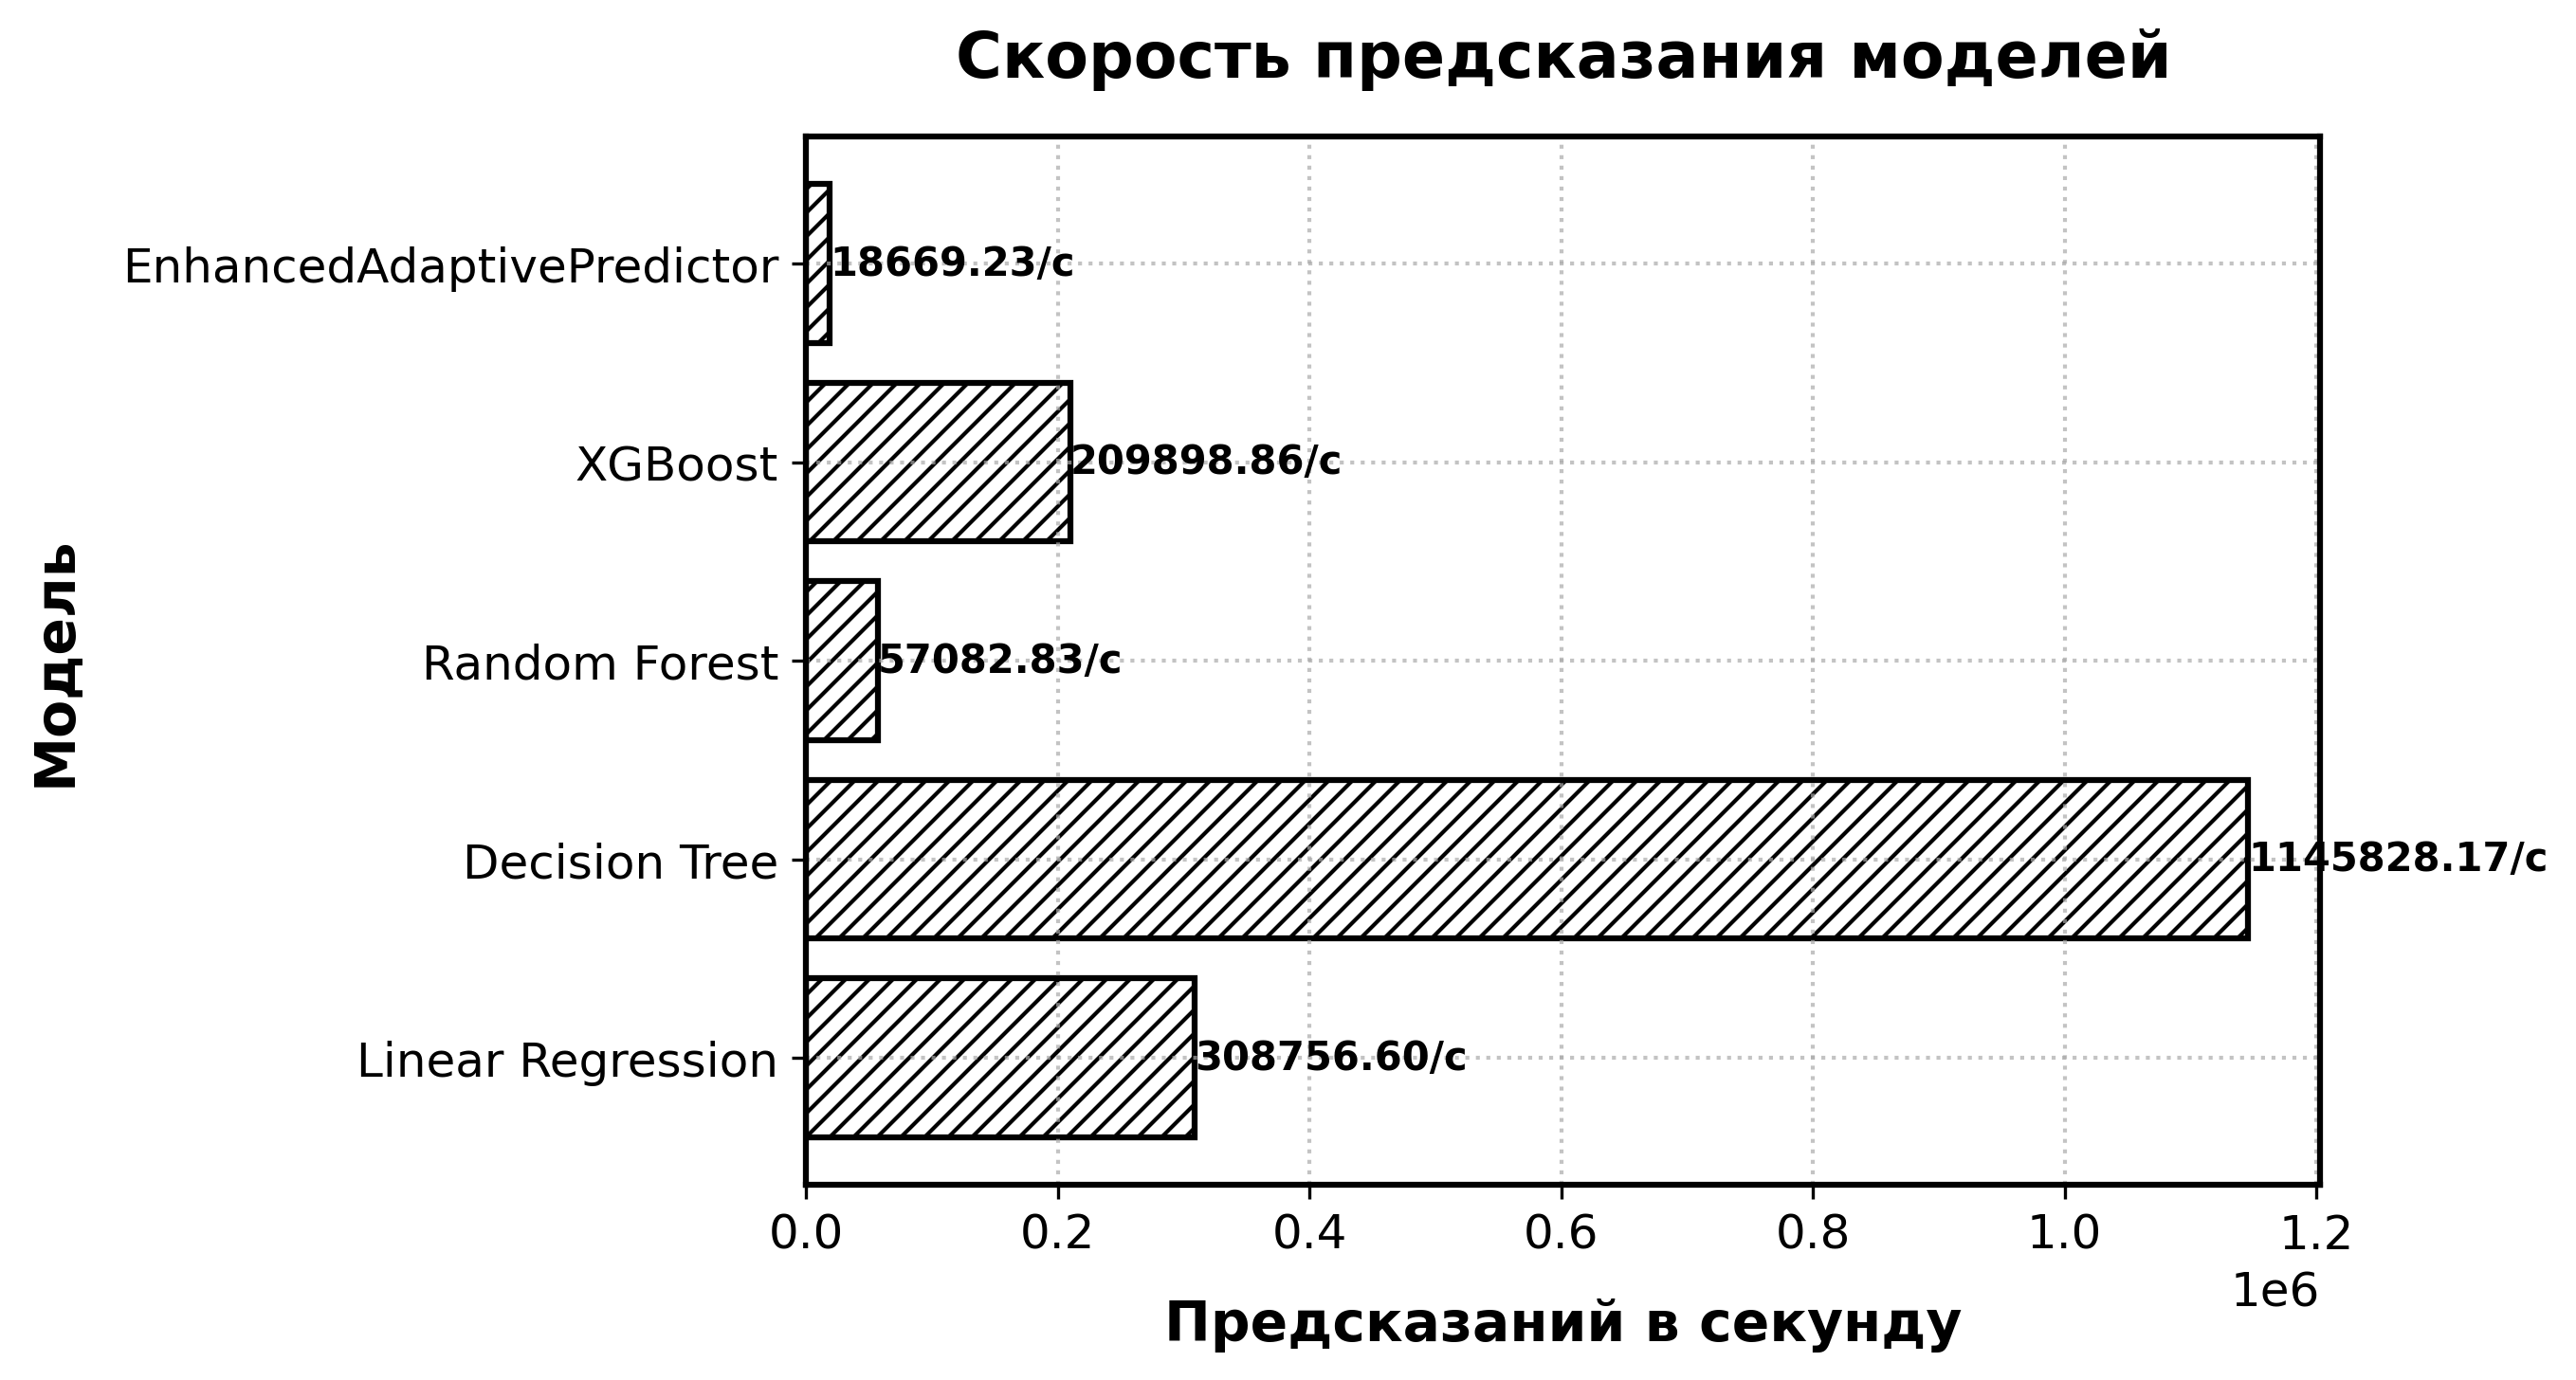 Скорость предсказания моделей
Модель
EnhancedAdaptivePredictor
18669.23/с
XGBoost
209898.86/с
Random Forest
57082.83/с
Decision Tree
1145828.17/с
Linear Regression
308756.60/с
0.0 0.2 0.4 0.6 0.8 1.0 1.2
1e6
Предсказаний в секунду